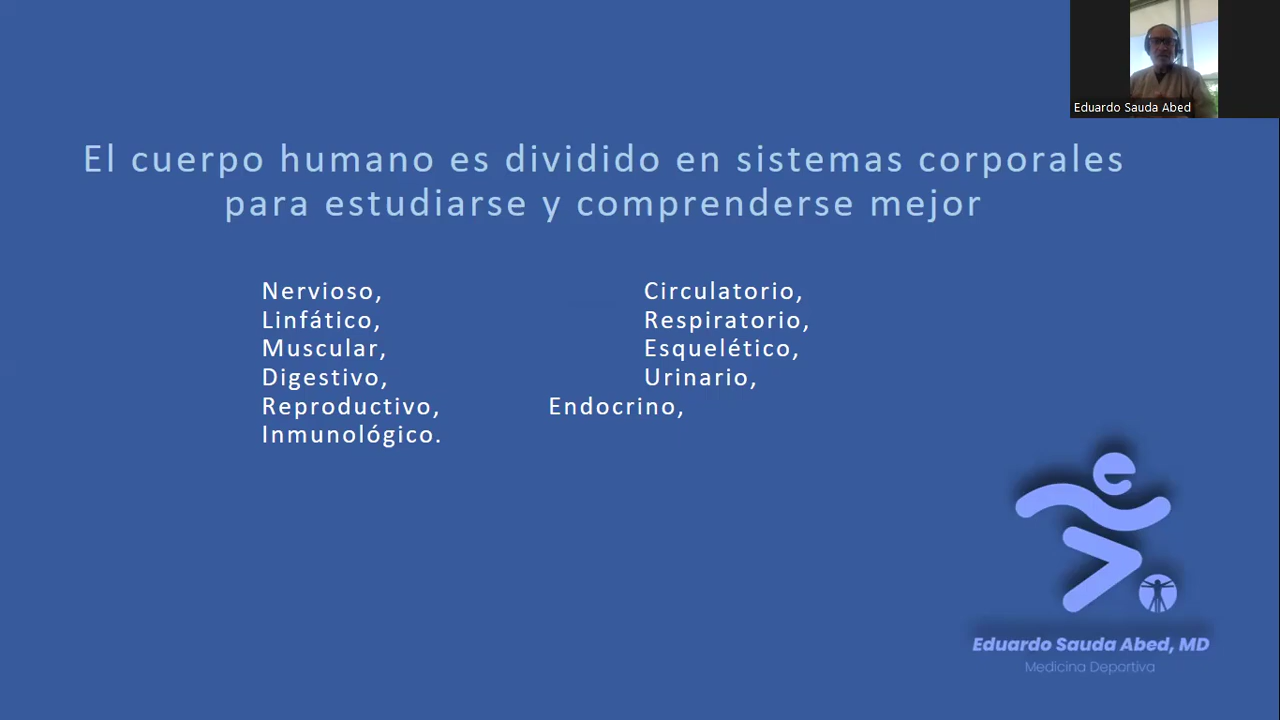 Eduardo Sauda Abed
El cuerpo humano es dividido en sistemas corporales
para estudiarse y comprenderse mejor
Nervioso, Circulatorio,
Linfático, Respiratorio,
Muscular, Esquelético,
Digestivo, Urinario,
Reproductivo, Endocrino,
Inmunológico.
Eduardo Sauda Abed, MD
Medicina Deportiva